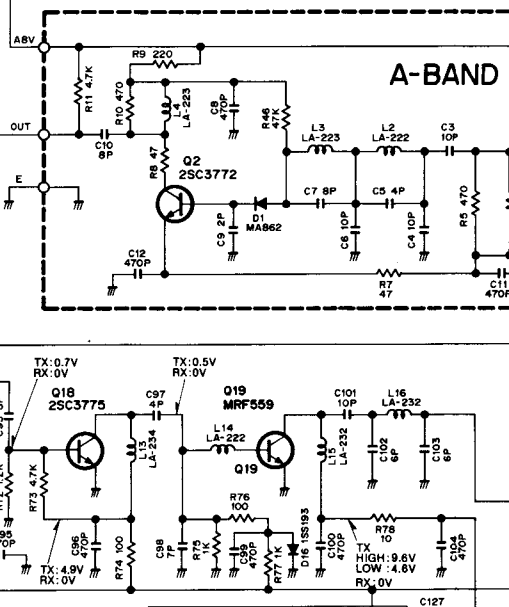 A8V
R9 220
A-BAND
R11 4.7K
R10 470
L4
LA-223
C8
470P
R46
47K
L3
LA-223
L2
LA-222
C3
10P
OUT
C10
8P
R8 47
Q2
2SC3772
E
C7 8P
C5 4P
R5 470
D1
MA862
C9 2P
C6 10P
C4 10P
C12
470P
R7
47
C11
470P
TX:0.7V
RX:0V
TX:0.5V
RX:0V
Q18
2SC3775
C97
4P
Q19
MRF559
C101
10P
L16
LA-232
L14
LA-222
L13
LA-234
Q19
L15
LA-232
C102
6P
C103
6P
R73 4.7K
R76
100
C96
470P
R74 100
C98
7P
R75
1K
C99
470P
R77 1K
D16 1SS193
C100
470P
R78
10
C104
470P
TX:4.9V
RX:0V
TX
HIGH:9.6V
LOW :4.6V
RX:0V
C127